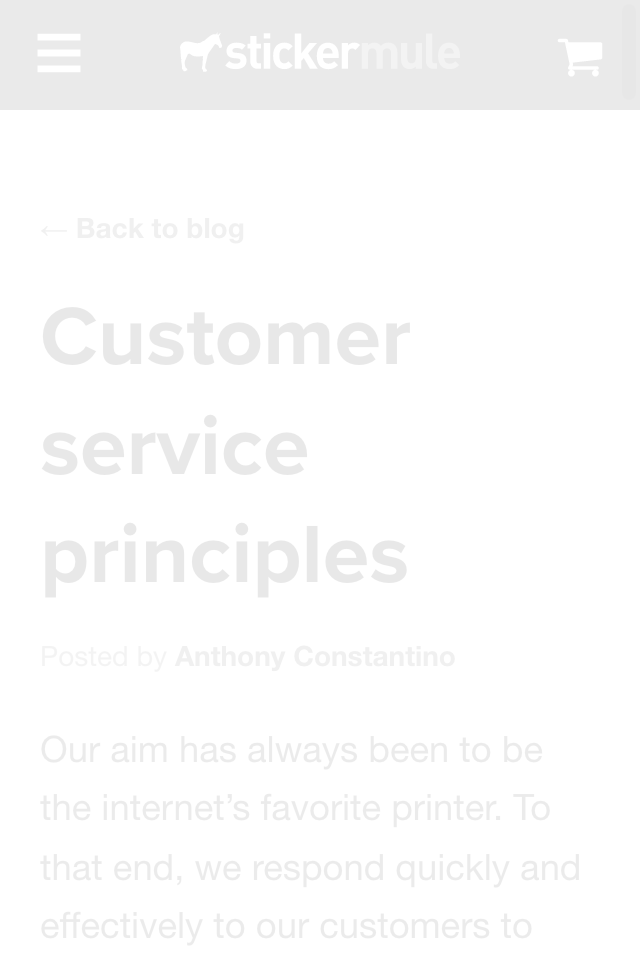 stickermule
← Back to blog
Customer
service
principles
Posted by Anthony Constantino
Our aim has always been to be
the internet’s favorite printer. To
that end, we respond quickly and
effectively to our customers to